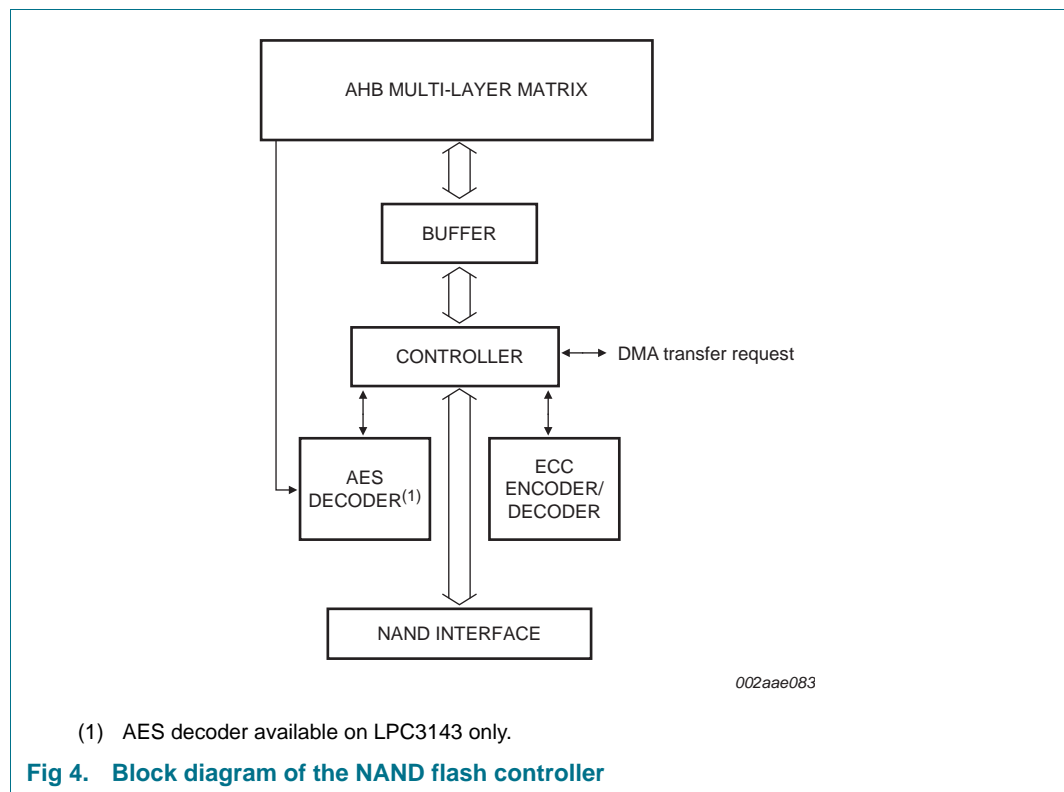 AHB MULTI-LAYER MATRIX
BUFFER
CONTROLLER
DMA transfer request
AES
DECODER(1)
ECC
ENCODER/
DECODER
NAND INTERFACE
002aae083
(1) AES decoder available on LPC3143 only.
Fig 4. Block diagram of the NAND flash controller